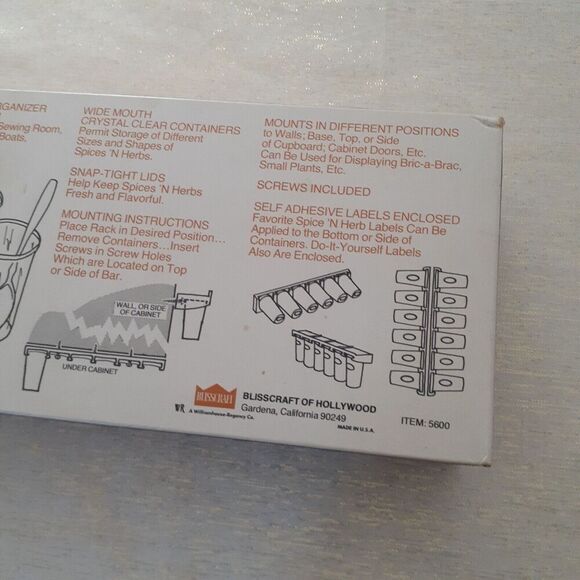 RGANIZER
Sewing Room,
Boats.
WIDE MOUTH
CRYSTAL CLEAR CONTAINERS
Permit Storage of Different
Sizes and Shapes of
Spices 'N Herbs.
SNAP-TIGHT LIDS
Help Keep Spices 'N Herbs
Fresh and Flavorful.
MOUNTING INSTRUCTIONS
Place Rack in Desired Position...
Remove Containers...Insert
Screws in Screw Holes
Which are Located on Top
or Side of Bar.
WALL, OR SIDE
OF CABINET
UNDER CABINET
MOUNTS IN DIFFERENT POSITIONS
to Walls; Base, Top, or Side
of Cupboard; Cabinet Doors, Etc.
Can Be Used for Displaying Bric-a-Brac,
Small Plants, Etc.
SCREWS INCLUDED
SELF ADHESIVE LABELS ENCLOSED
Favorite Spice 'N Herb Labels Can Be
Applied to the Bottom or Side of
Containers. Do-It-Yourself Labels
Also Are Enclosed.
BLISSCRAFT
WR A Williamhouse-Regency Co.
BLISSCRAFT OF HOLLYWOOD
Gardena, California 90249
MADE IN U.S.A.
ITEM: 5600